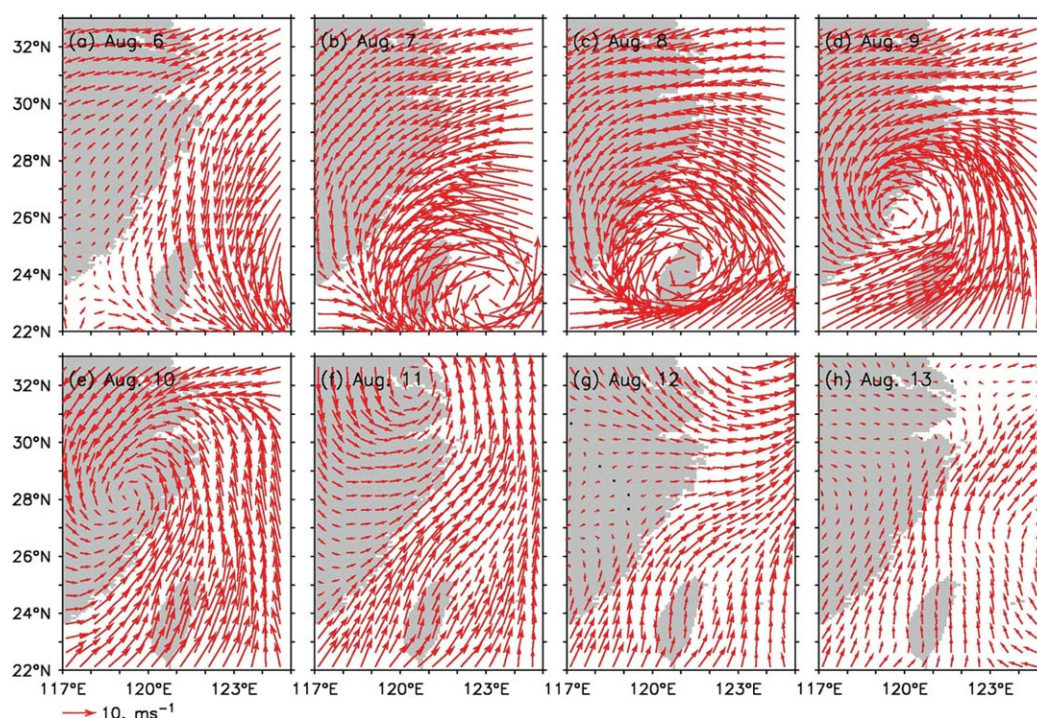 (a) Aug. 6 (b) Aug. 7 (c) Aug. 8 (d) Aug. 9
32°N
30°N
28°N
26°N
24°N
22°N
(e) Aug. 10 (f) Aug. 11 (g) Aug. 12 (h) Aug. 13
32°N
30°N
28°N
26°N
24°N
22°N
117°E 120°E 123°E 117°E 120°E 123°E 117°E 120°E 123°E 117°E 120°E 123°E
10. ms⁻¹